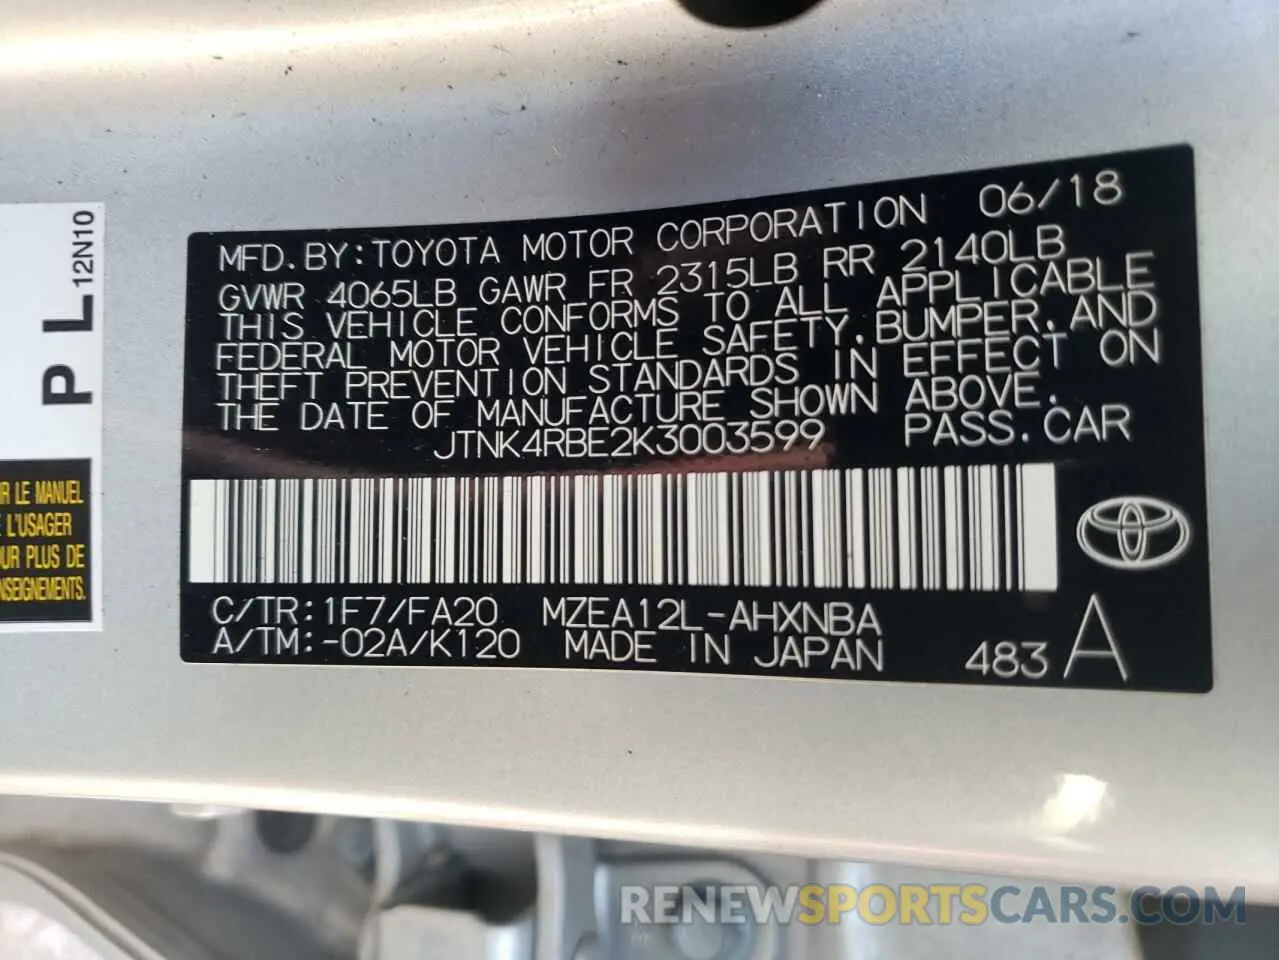 MFD.BY:TOYOTA MOTOR CORPORATION 06/18
GVWR 4065LB GAWR FR 2315LB RR 2140LB
THIS VEHICLE CONFORMS TO ALL APPLICABLE
FEDERAL MOTOR VEHICLE SAFETY,BUMPER,AND
THEFT PREVENTION STANDARDS IN EFFECT ON
THE DATE OF MANUFACTURE SHOWN ABOVE.
JTNK4RBE2K3003599 PASS.CAR
C/TR:1F7/FA20 MZEA12L-AHXNBA
A/TM:-02A/K120 MADE IN JAPAN 483 A
P L 12N10
LE MANUEL
L'USAGER
PLUS DE
RENEWSPORTSCARS.COM